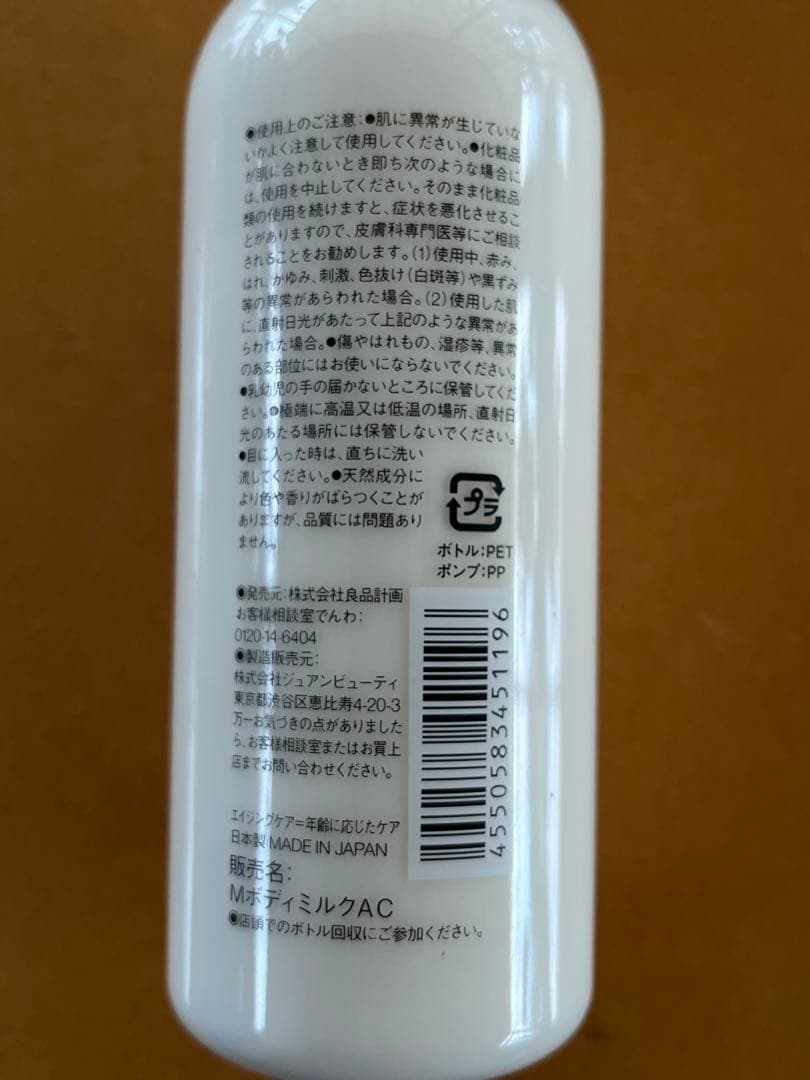 ●使用上のご注意:●肌に異常が生じていな
いかよく注意して使用してください。●化粧品
が肌に合わないとき即ち次のような場合に
は、使用を中止してください。そのまま化粧品
類の使用を続けますと、症状を悪化させるこ
とがありますので、皮膚科専門医等にご相談
されることをお勧めします。(1)使用中、赤み、
はれ、かゆみ、刺激、色抜け(白斑等)や黒ずみ
等の異常があらわれた場合。(2)使用した肌
に、直射日光があたって上記のような異常があ
らわれた場合。●傷やはれもの、湿疹等、異常
のある部位にはお使いにならないでください。
●乳幼児の手の届かないところに保管してくだ
さい。●極端に高温又は低温の場所、直射日
光のあたる場所には保管しないでください。
●目に入った時は、直ちに洗い
流してください。●天然成分に
より色や香りがばらつくことが
ありますが、品質には問題あり
ません。
プラ
ボトル:PET
ポンプ:PP
●発売元:株式会社良品計画
お客様相談室でんわ:
0120-14-6404
●製造販売元:
株式会社ジュアンビューティ
東京都渋谷区恵比寿4-20-3
万一お気づきの点がありました
ら、お客様相談室またはお買上
店までお問い合わせください。
4550583451196
エイジングケア=年齢に応じたケア
日本製 MADE IN JAPAN
販売名:
MボディミルクAC
●店頭でのボトル回収にご参加ください。